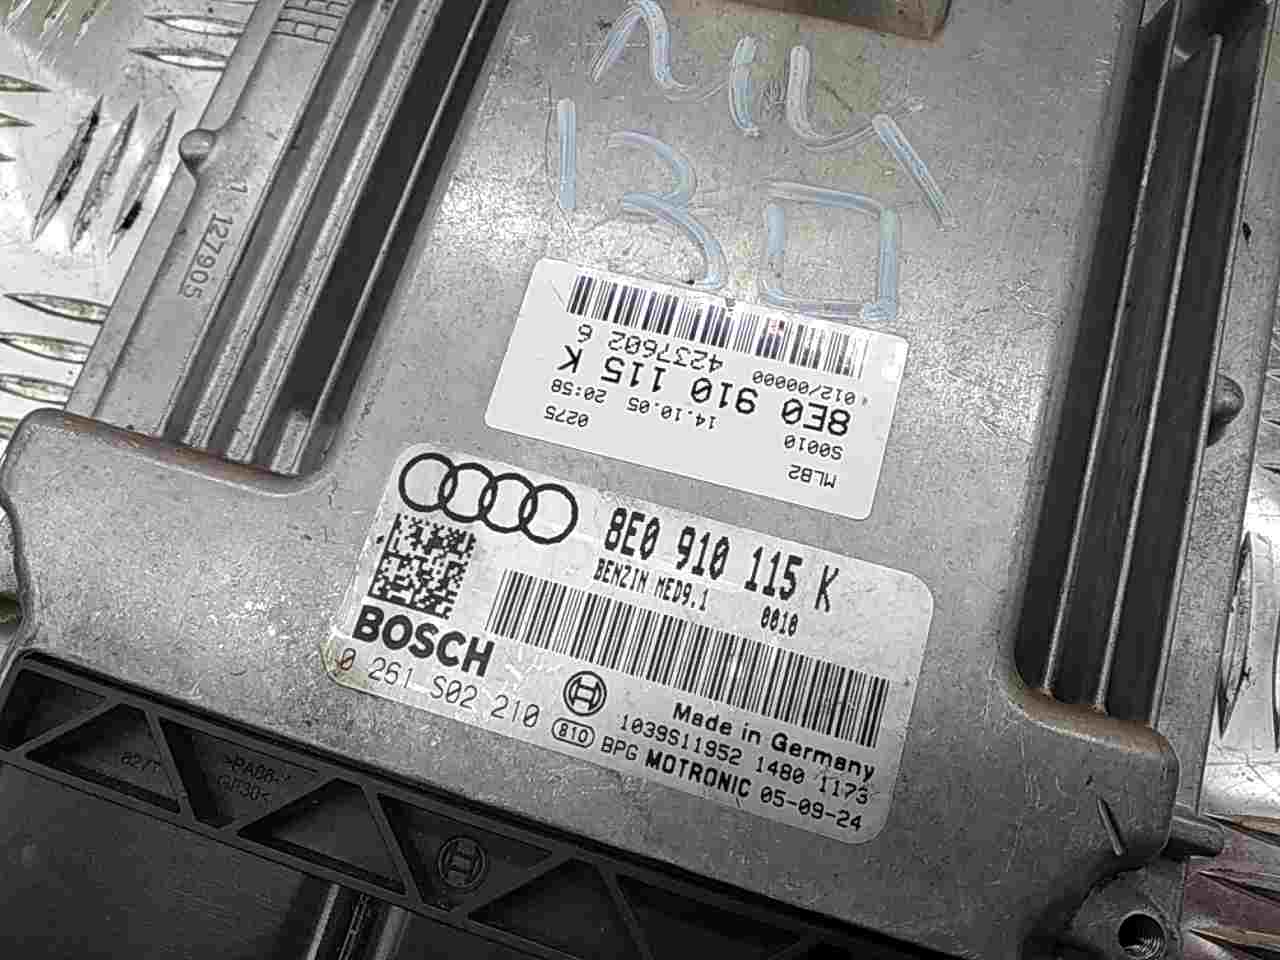 130
1 127905
4237602 6
012/00000
8E0 910 115 K
14.10.05 20:58
S0010
0275
MLB2
8E0 910 115 K
BENZIN MED9.1 0010
BOSCH
0 261 S02 210
Made in Germany
1039S11952 1480 1173
810 BPG MOTRONIC 05-09-24
GF30<